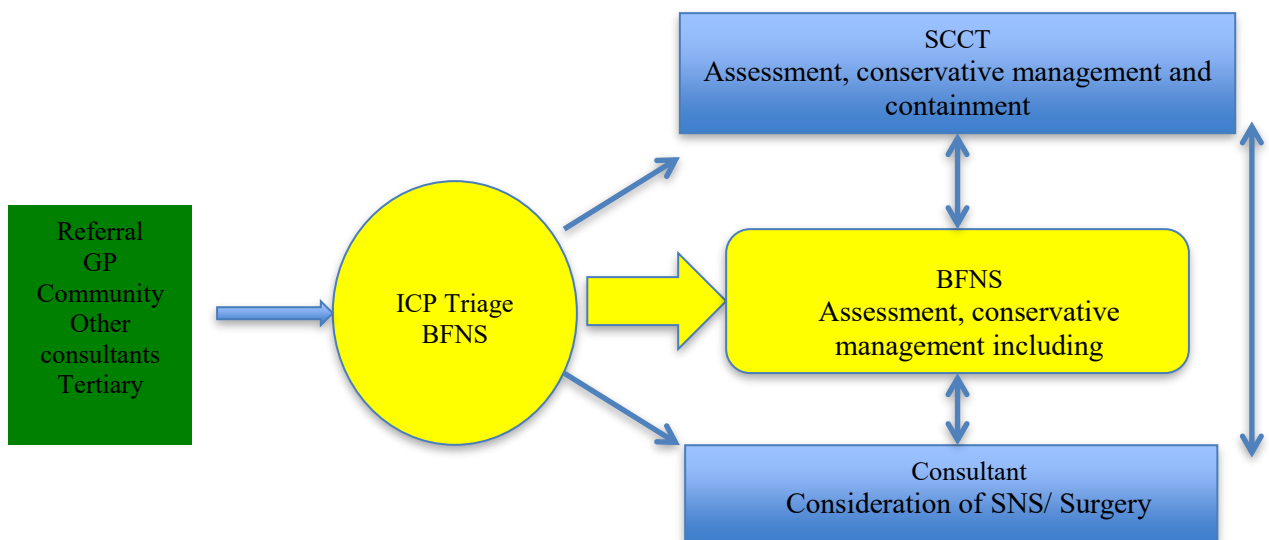 Referral
GP
Community
Other
consultants
Tertiary
ICP Triage
BFNS
SCCT
Assessment, conservative management and
containment
BFNS
Assessment, conservative
management including
Consultant
Consideration of SNS/ Surgery